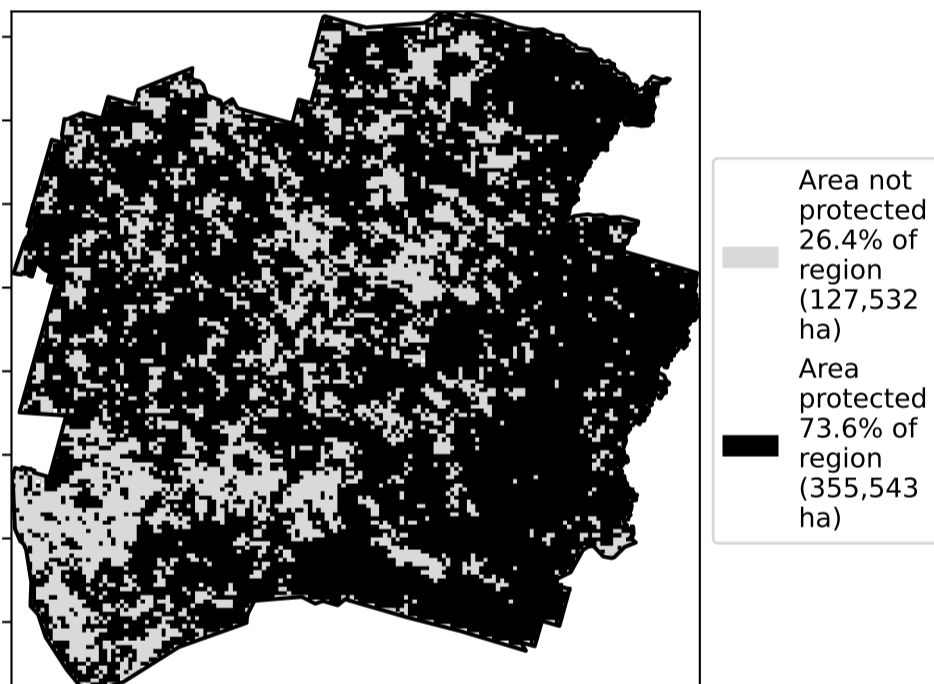 Area not
protected
26.4% of
region
(127,532
ha)
Area
protected
73.6% of
region
(355,543
ha)